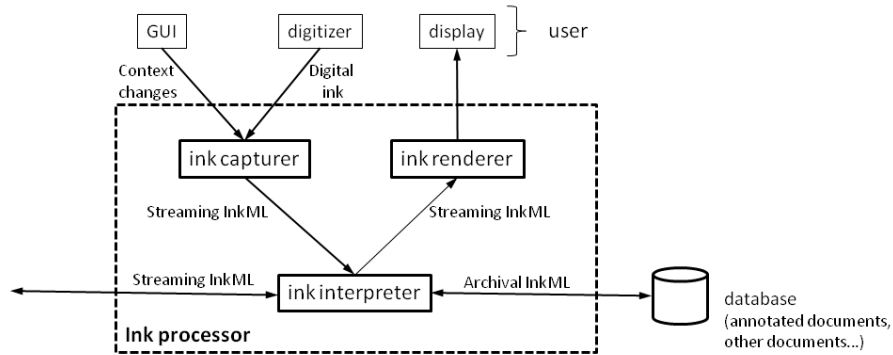 GUI
digitizer
display
user
Context
changes
Digital
ink
ink capturer
ink renderer
Streaming InkML
Streaming InkML
Streaming InkML
ink interpreter
Archival InkML
database
(annotated documents,
other documents...)
Ink processor